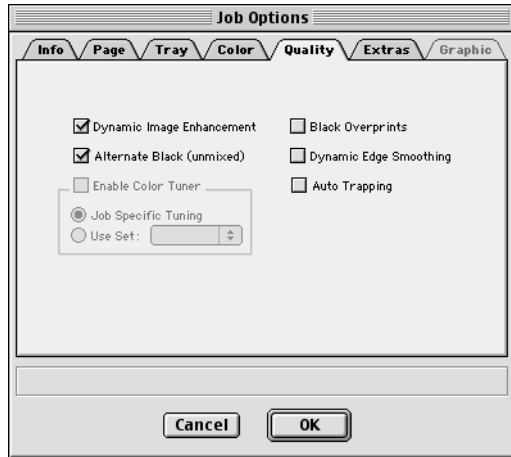 Job Options
Info Page Tray Color Quality Extras Graphic
Dynamic Image Enhancement
Alternate Black (unmixed)
Enable Color Tuner
Job Specific Tuning
Use Set:
Black Overprints
Dynamic Edge Smoothing
Auto Trapping
Cancel OK